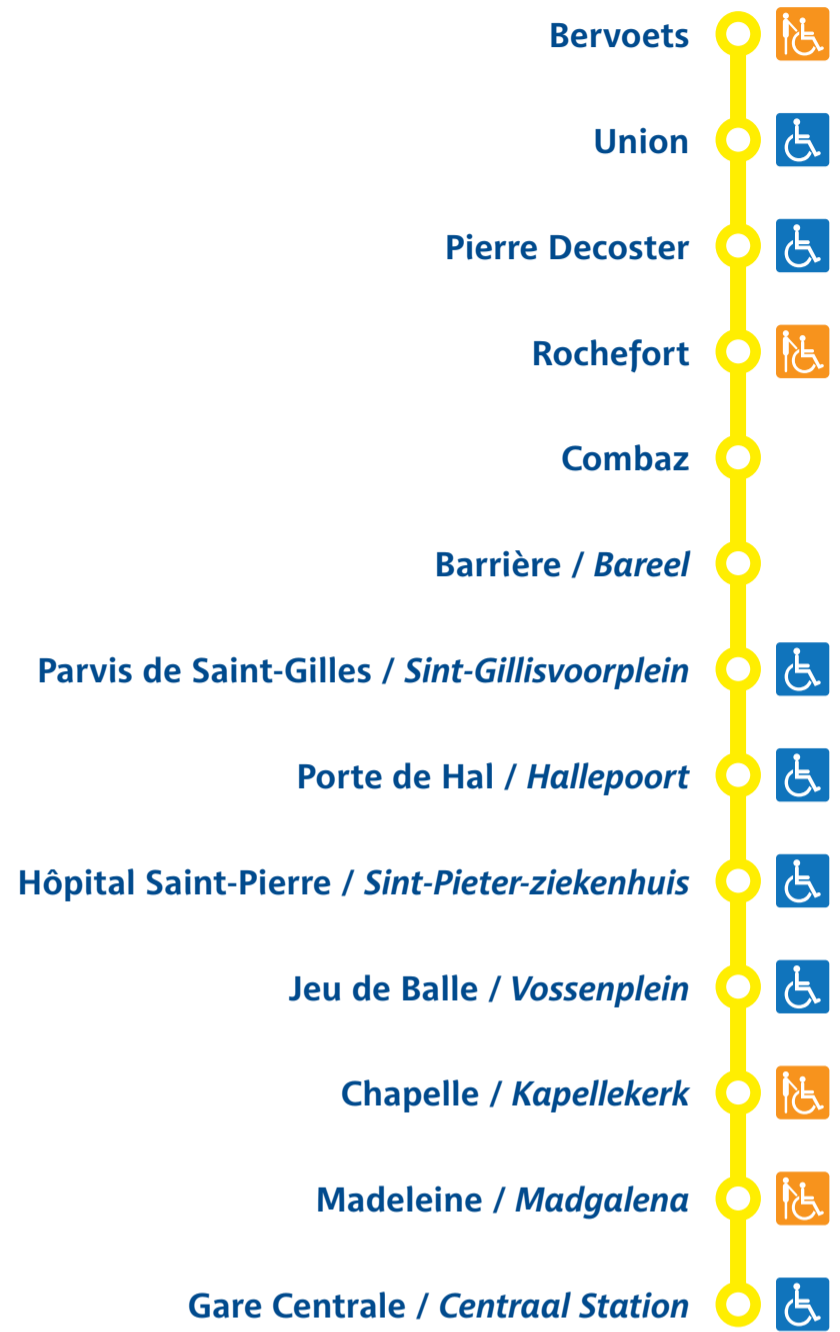 Bervoets
Union
Pierre Decoster
Rochefort
Combaz
Barrière / Bareel
Parvis de Saint-Gilles / Sint-Gillisvoorplein
Porte de Hal / Hallepoort
Hôpital Saint-Pierre / Sint-Pieter-ziekenhuis
Jeu de Balle / Vossenplein
Chapelle / Kapellekerk
Madeleine / Madgalena
Gare Centrale / Centraal Station